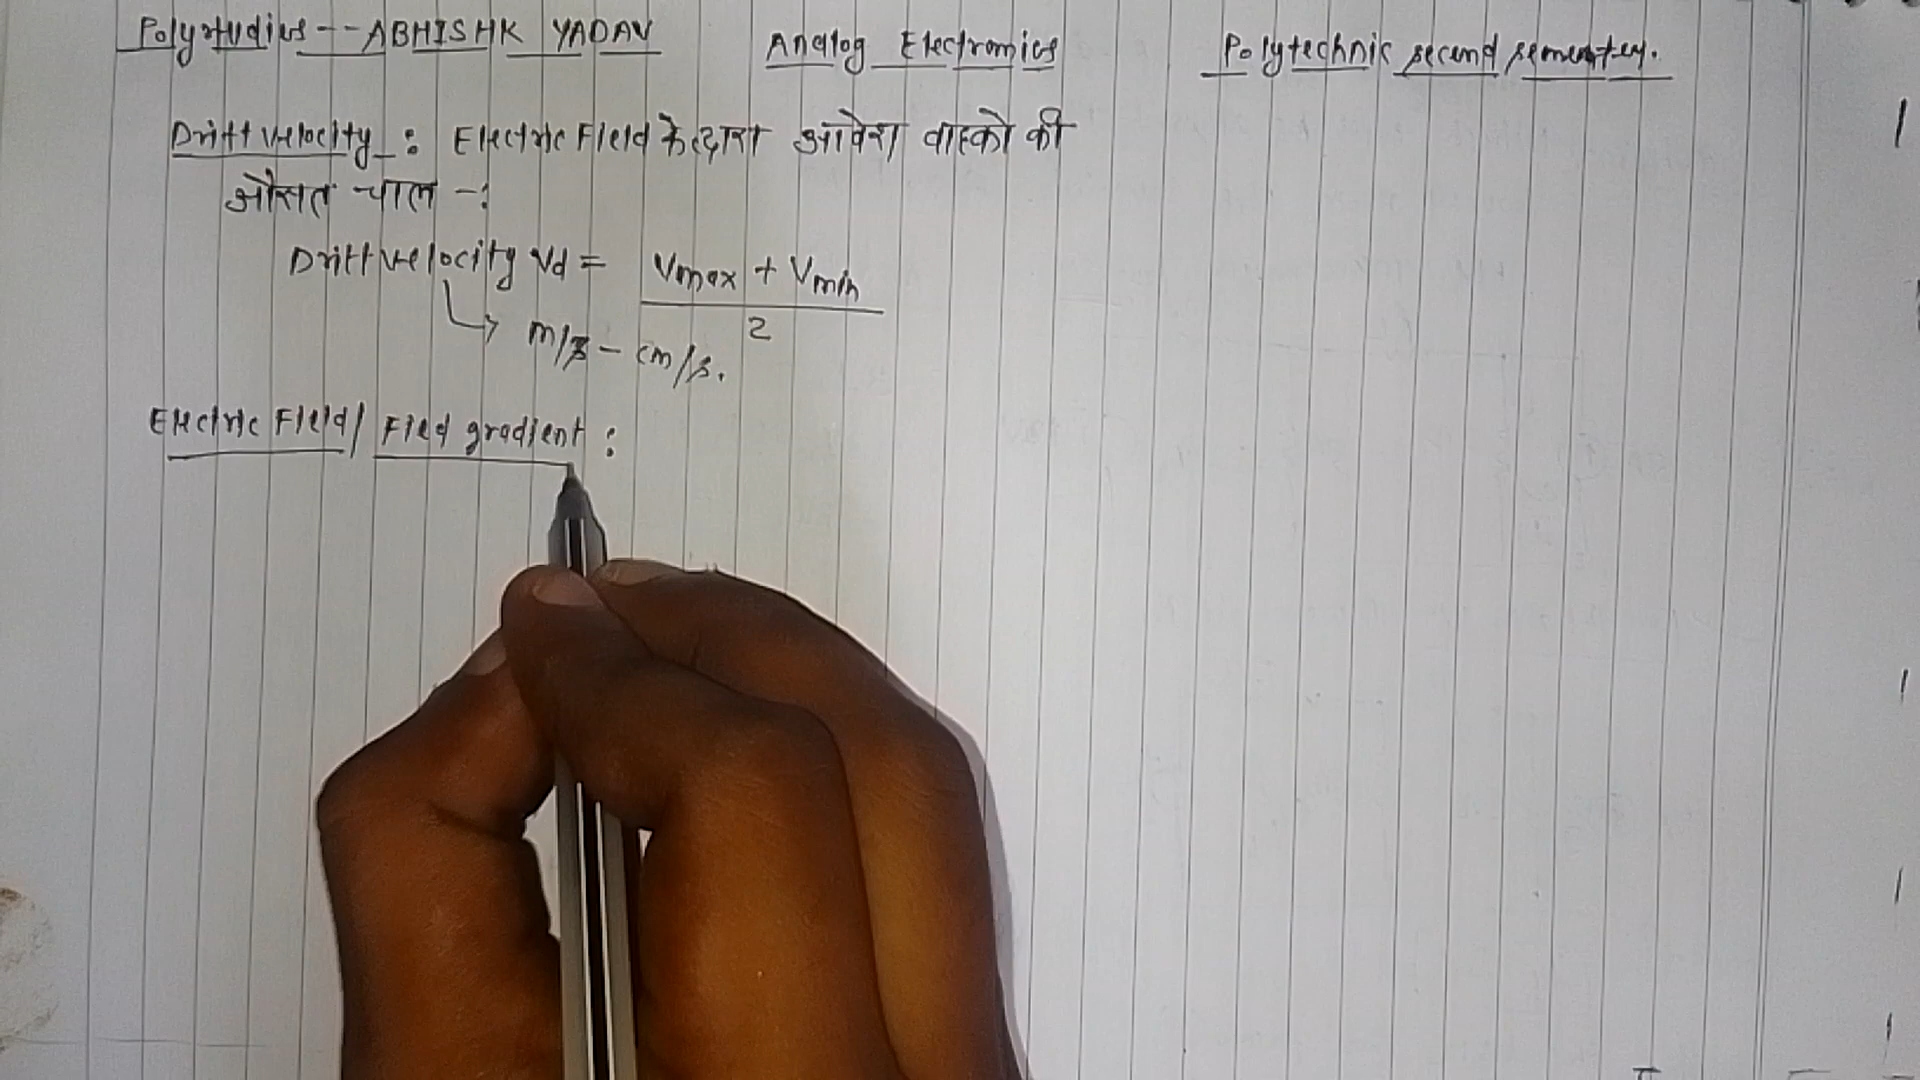 Polystudies -- ABHISHK YADAV Analog Electronics Polytechnic second semester.
Drift velocity : Electric Field के द्वारा आवेश वाहको की
औसत चाल -:
Drift velocity Vd = Vmax + Vmin
2
m/s - cm/s.
Electric Field / Fied gradient :